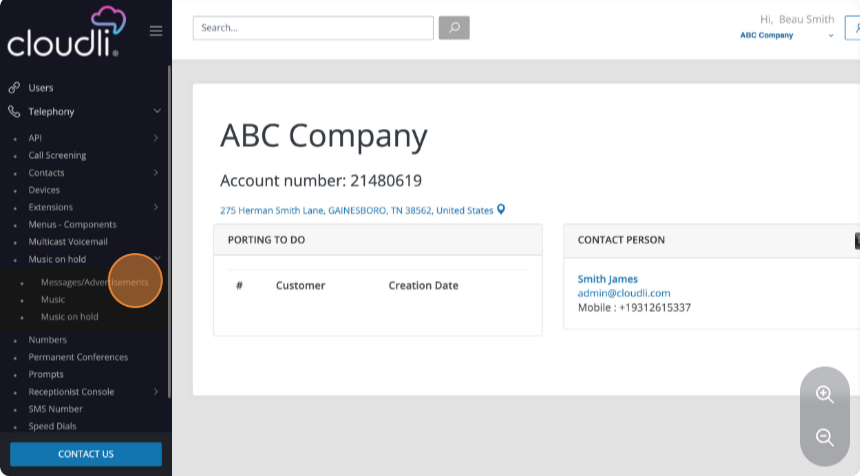 cloudli®
Search...
Hi, Beau Smith
ABC Company
Users
Telephony
API
Call Screening
Contacts
Devices
Extensions
Menus - Components
Multicast Voicemail
Music on hold
Messages/Advertisements
Music
Music on hold
Numbers
Permanent Conferences
Prompts
Receptionist Console
SMS Number
Speed Dials
CONTACT US
ABC Company
Account number: 21480619
275 Herman Smith Lane, GAINESBORO, TN 38562, United States
PORTING TO DO
# Customer Creation Date
CONTACT PERSON
Smith James
admin@cloudli.com
Mobile : +19312615337